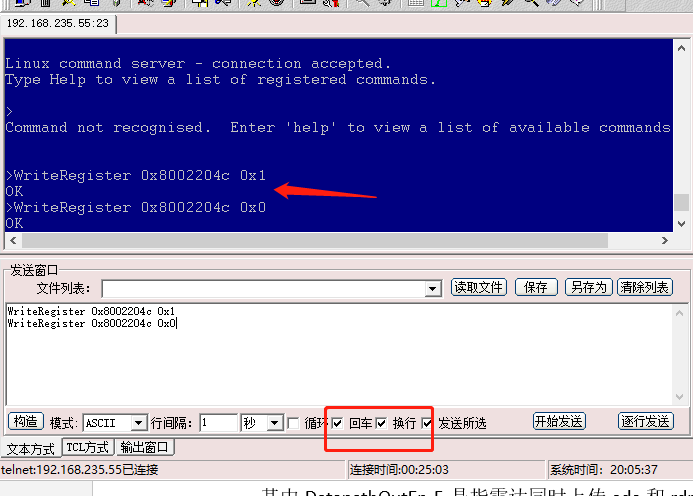 192.168.235.55:23
Linux command server - connection accepted.
Type Help to view a list of registered commands.
>
Command not recognised.  Enter 'help' to view a list of available commands
>WriteRegister 0x8002204c 0x1
OK
>WriteRegister 0x8002204c 0x0
OK
发送窗口
文件列表： 读取文件 保存 另存为 清除列表
WriteRegister 0x8002204c 0x1
WriteRegister 0x8002204c 0x0
构造 模式: ASCII 行间隔: 1 秒 循环 回车 换行 发送所选 开始发送 逐行发送
文本方式 TCL方式 输出窗口
telnet:192.168.235.55已连接 连接时间:00:25:03 系统时间: 20:05:37